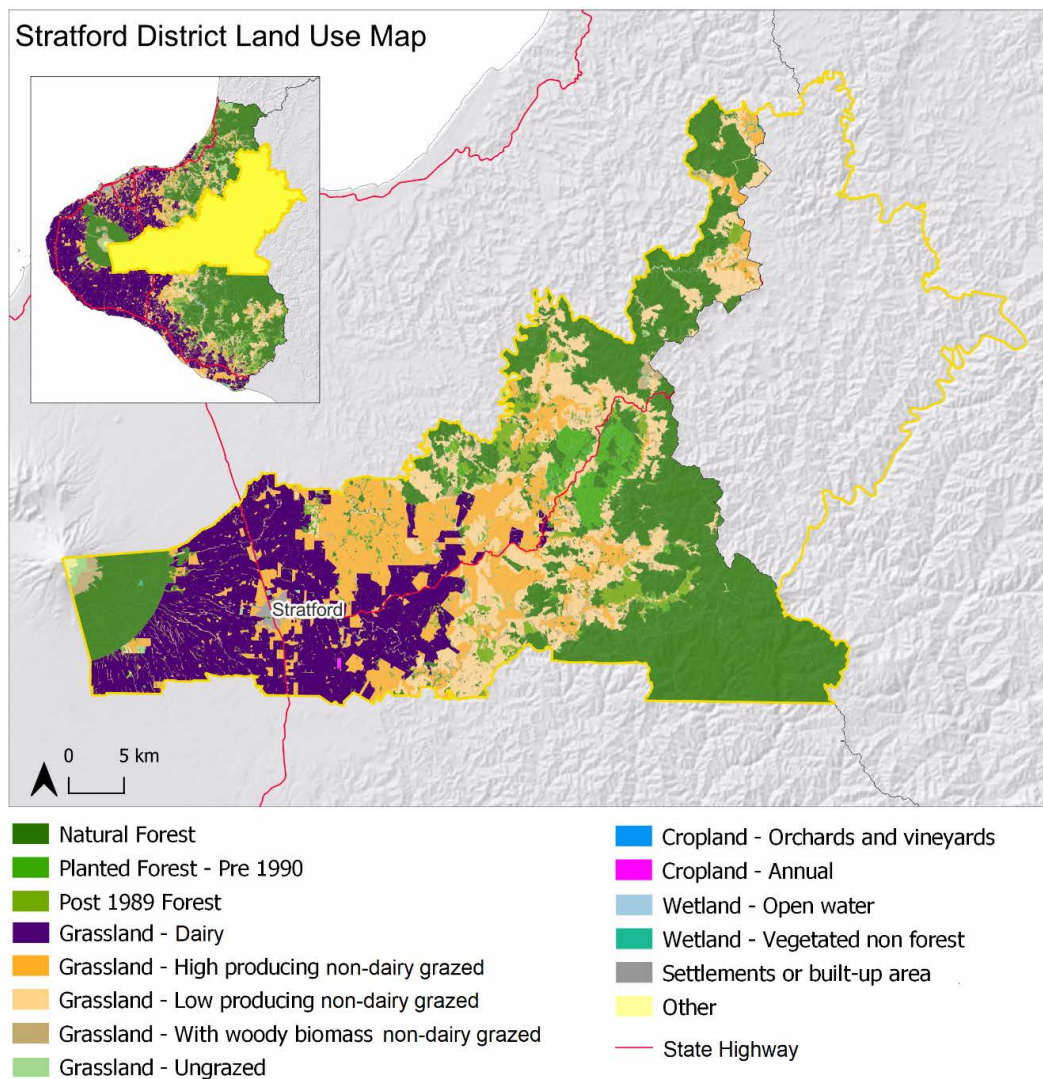 Stratford District Land Use Map
Stratford
0 5 km
Natural Forest
Planted Forest - Pre 1990
Post 1989 Forest
Grassland - Dairy
Grassland - High producing non-dairy grazed
Grassland - Low producing non-dairy grazed
Grassland - With woody biomass non-dairy grazed
Grassland - Ungrazed
Cropland - Orchards and vineyards
Cropland - Annual
Wetland - Open water
Wetland - Vegetated non forest
Settlements or built-up area
Other
State Highway